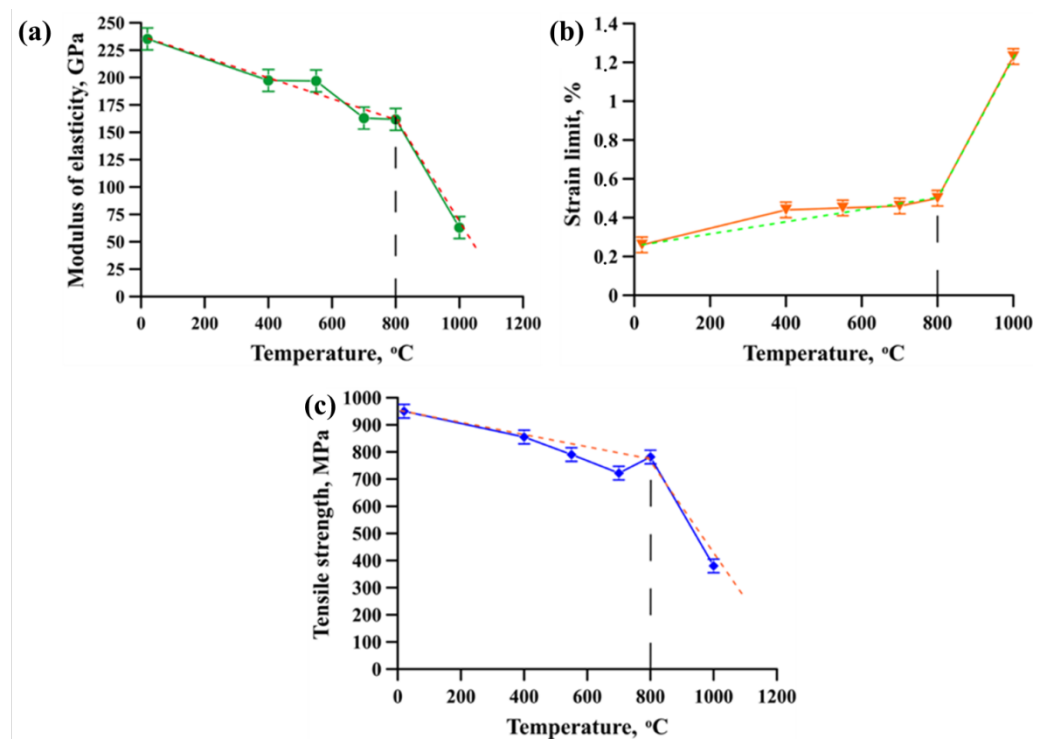 (a)
Modulus of elasticity, GPa
250
225
200
175
150
125
100
75
50
25
0
0 200 400 600 800 1000 1200
Temperature, °C
(b)
Strain limit, %
1.4
1.2
1
0.8
0.6
0.4
0.2
0
0 200 400 600 800 1000
Temperature, °C
(c)
Tensile strength, MPa
1000
900
800
700
600
500
400
300
200
100
0
0 200 400 600 800 1000 1200
Temperature, °C